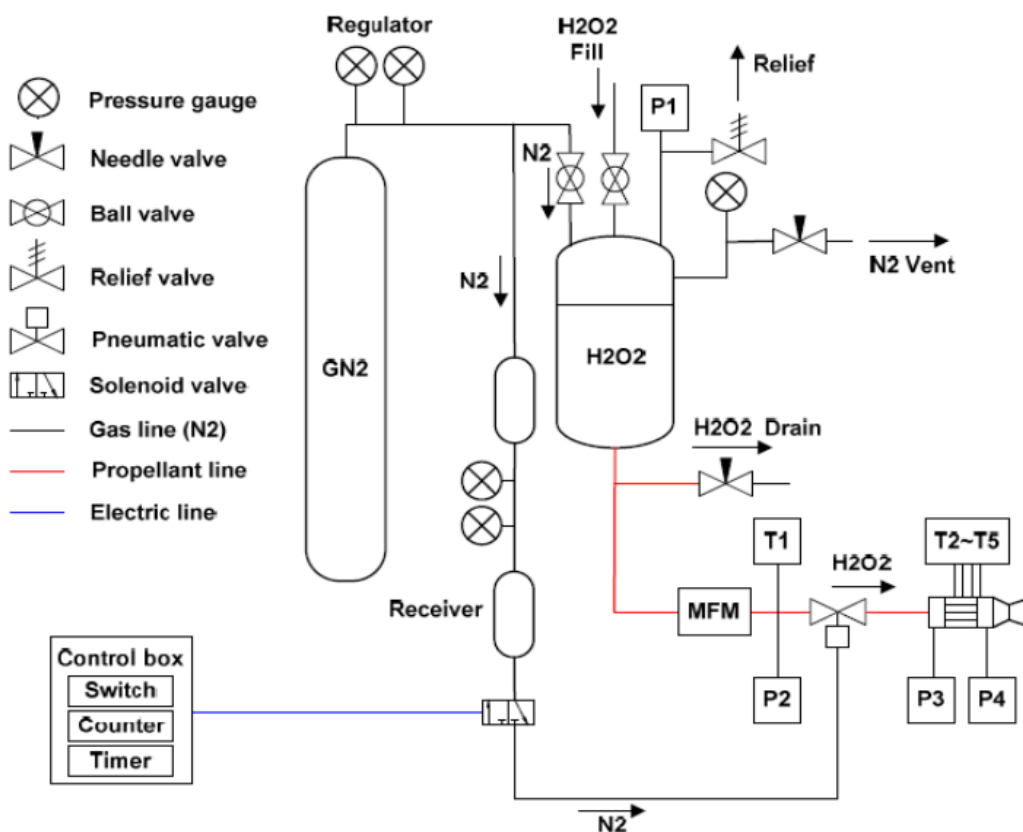 Regulator
H2O2
Fill
Relief
P1
N2
N2 Vent
Pressure gauge
Needle valve
Ball valve
Relief valve
Pneumatic valve
Solenoid valve
Gas line (N2)
Propellant line
Electric line
GN2
N2
H2O2
H2O2 Drain
T1
T2~T5
H2O2
MFM
Receiver
P2
P3
P4
Control box
Switch
Counter
Timer
N2